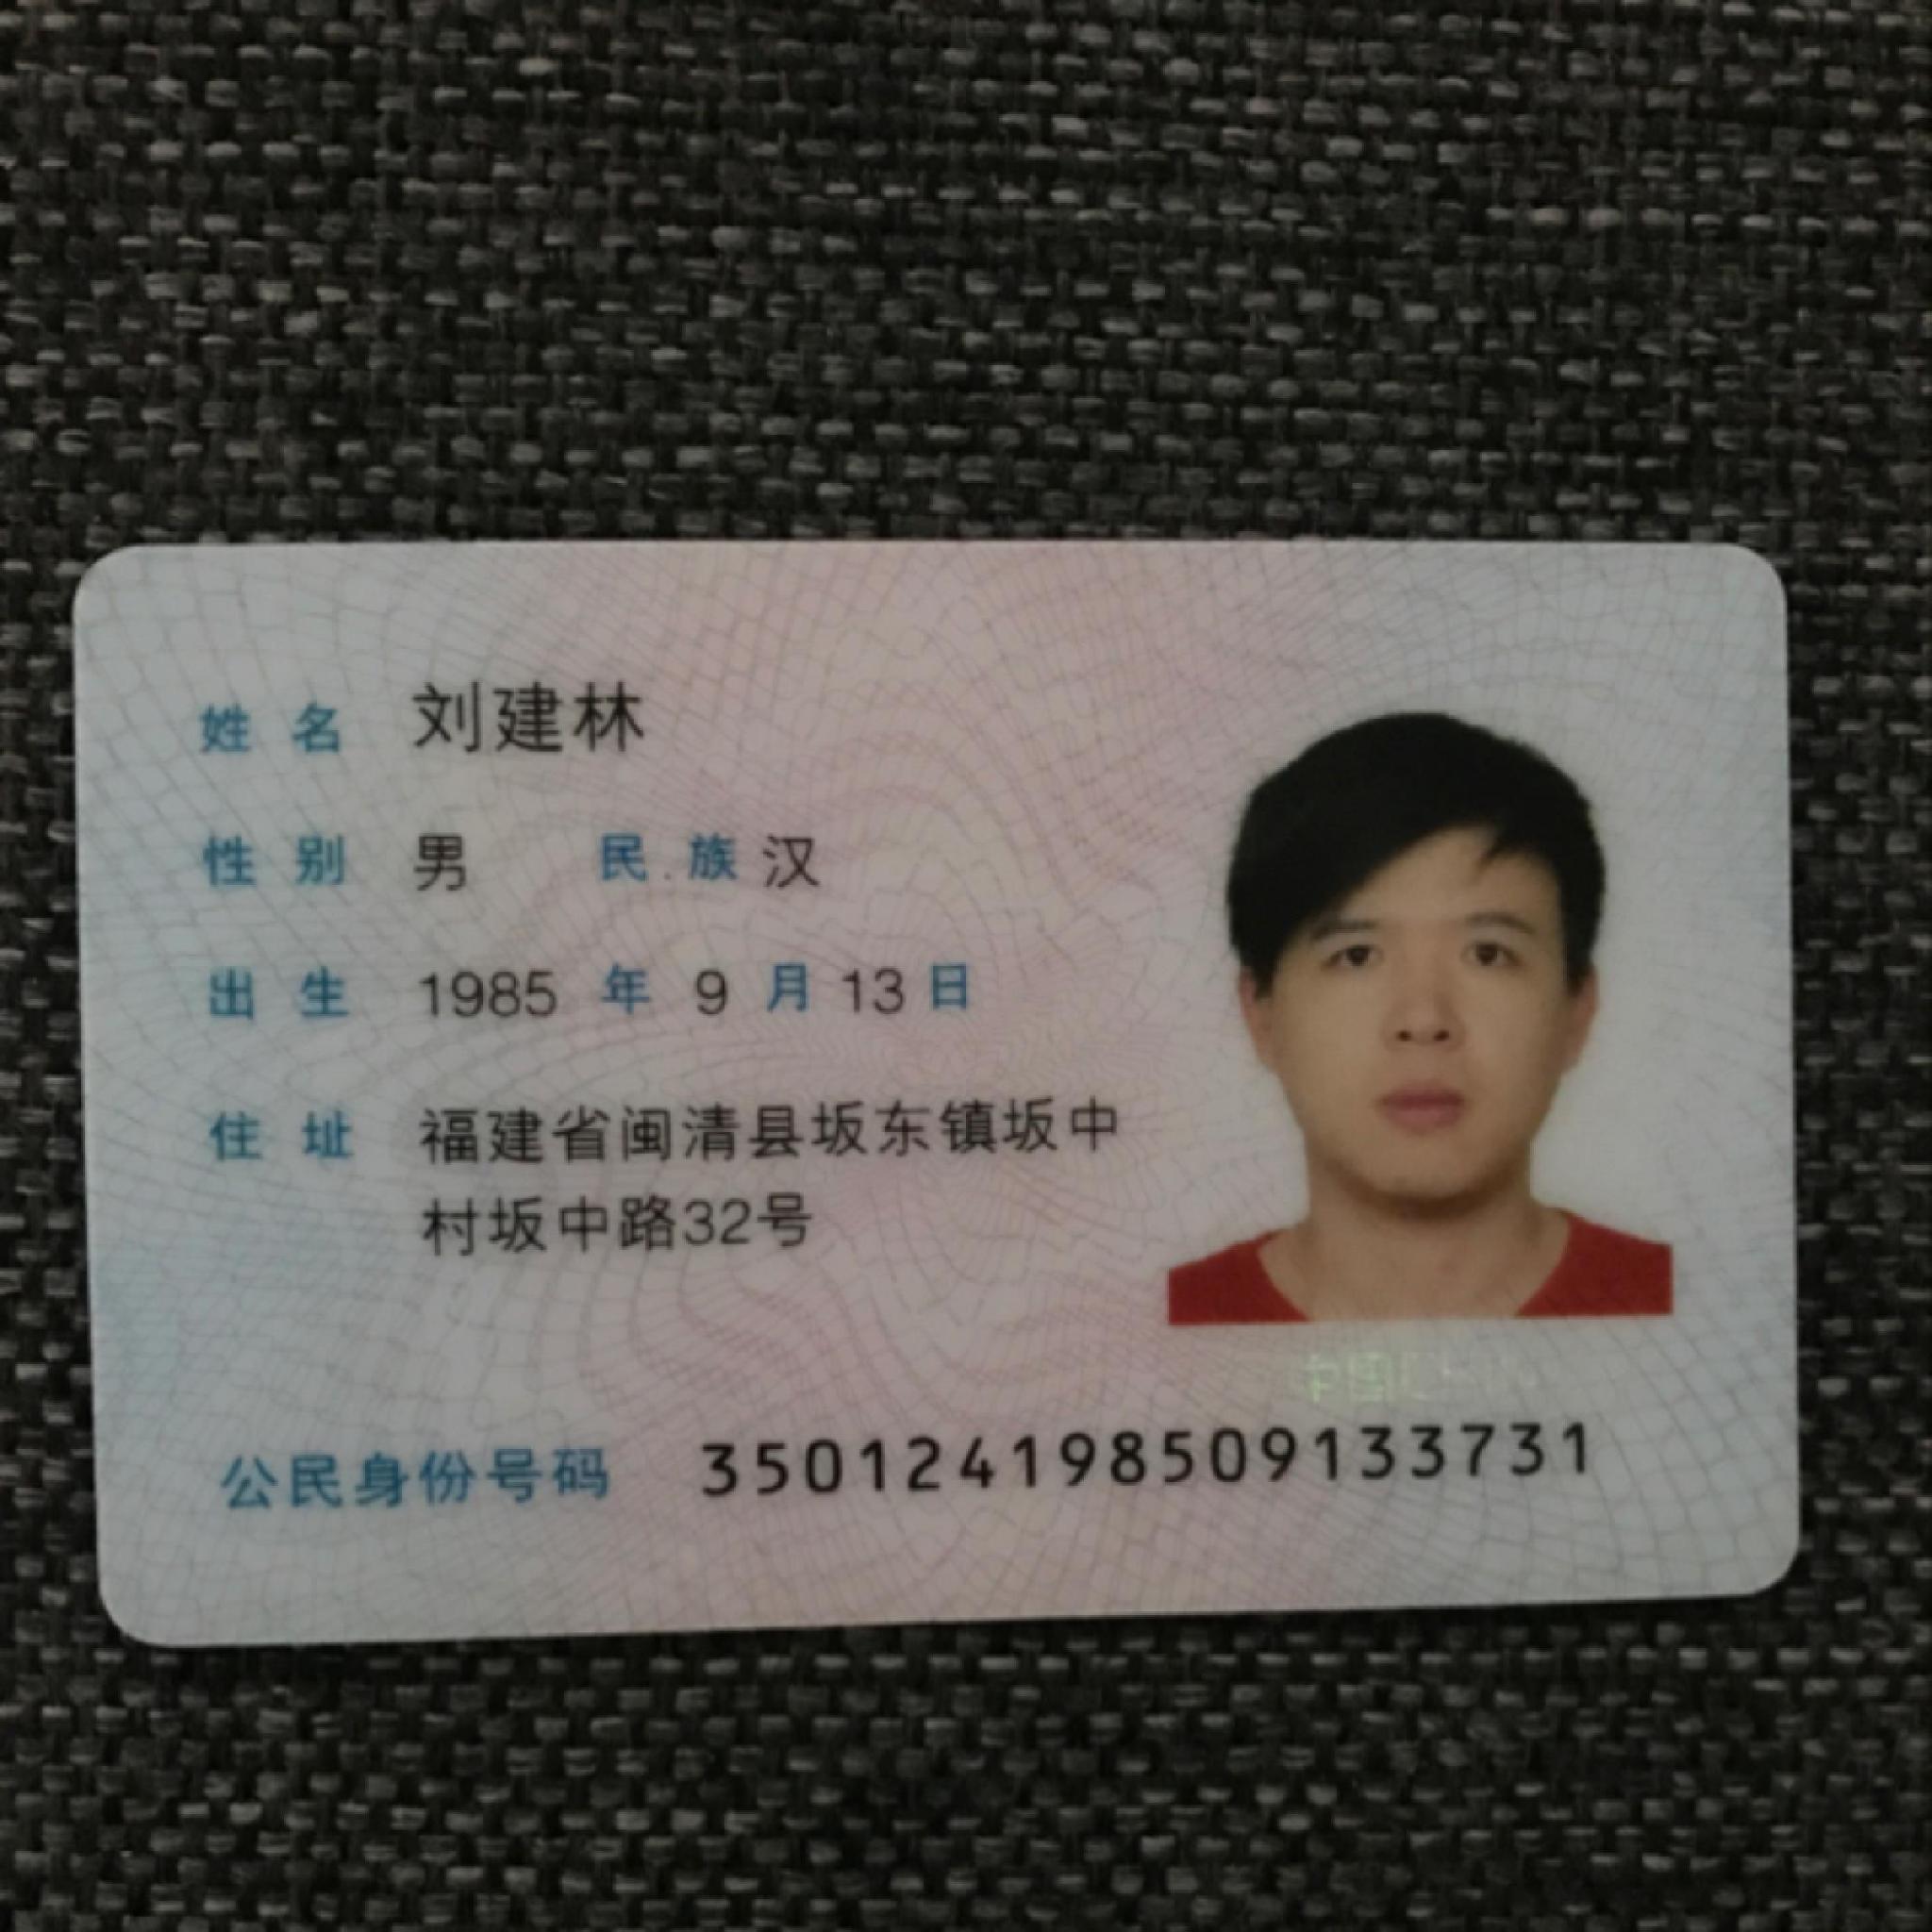 姓名 刘建林
性别 男 民族 汉
出生 1985 年 9 月 13 日
住址 福建省闽清县坂东镇坂中
村坂中路32号
中国
公民身份号码 350124198509133731